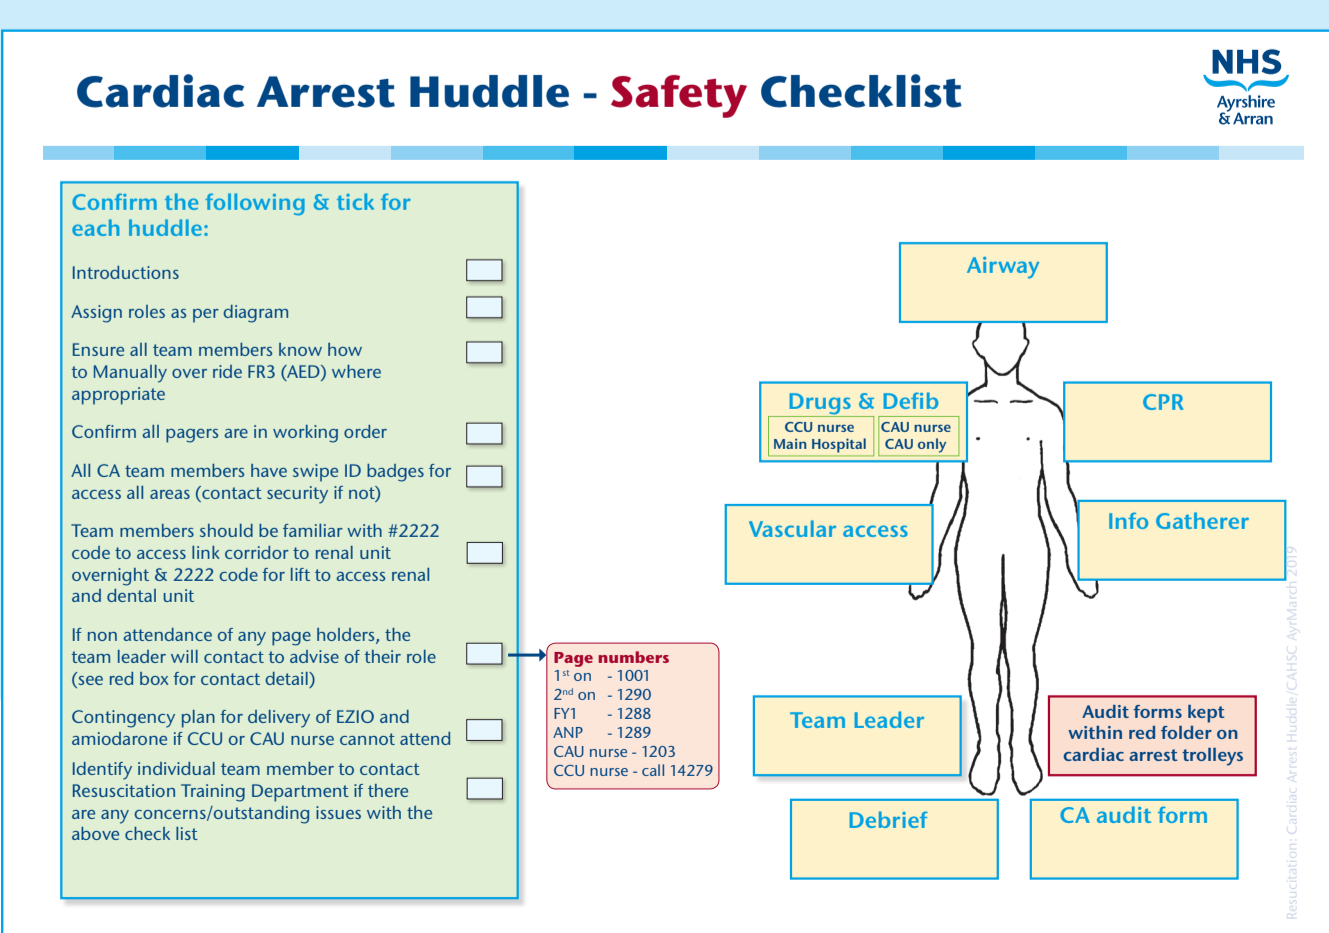 Cardiac Arrest Huddle - Safety Checklist
NHS
Ayrshire
& Arran
Confirm the following & tick for
each huddle:
Introductions
Assign roles as per diagram
Ensure all team members know how
to Manually over ride FR3 (AED) where
appropriate
Confirm all pagers are in working order
All CA team members have swipe ID badges for
access all areas (contact security if not)
Team members should be familiar with #2222
code to access link corridor to renal unit
overnight & 2222 code for lift to access renal
and dental unit
If non attendance of any page holders, the
team leader will contact to advise of their role
(see red box for contact detail)
Contingency plan for delivery of EZIO and
amiodarone if CCU or CAU nurse cannot attend
Identify individual team member to contact
Resuscitation Training Department if there
are any concerns/outstanding issues with the
above check list
Page numbers
1st on - 1001
2nd on - 1290
FY1 - 1288
ANP - 1289
CAU nurse - 1203
CCU nurse - call 14279
Airway
Drugs & Defib
CCU nurse
Main Hospital
CAU nurse
CAU only
CPR
Vascular access
Info Gatherer
Team Leader
Audit forms kept
within red folder on
cardiac arrest trolleys
Debrief
CA audit form
Resucitation: Cardiac Arrest Huddle/CAHSC AyrMarch 2019